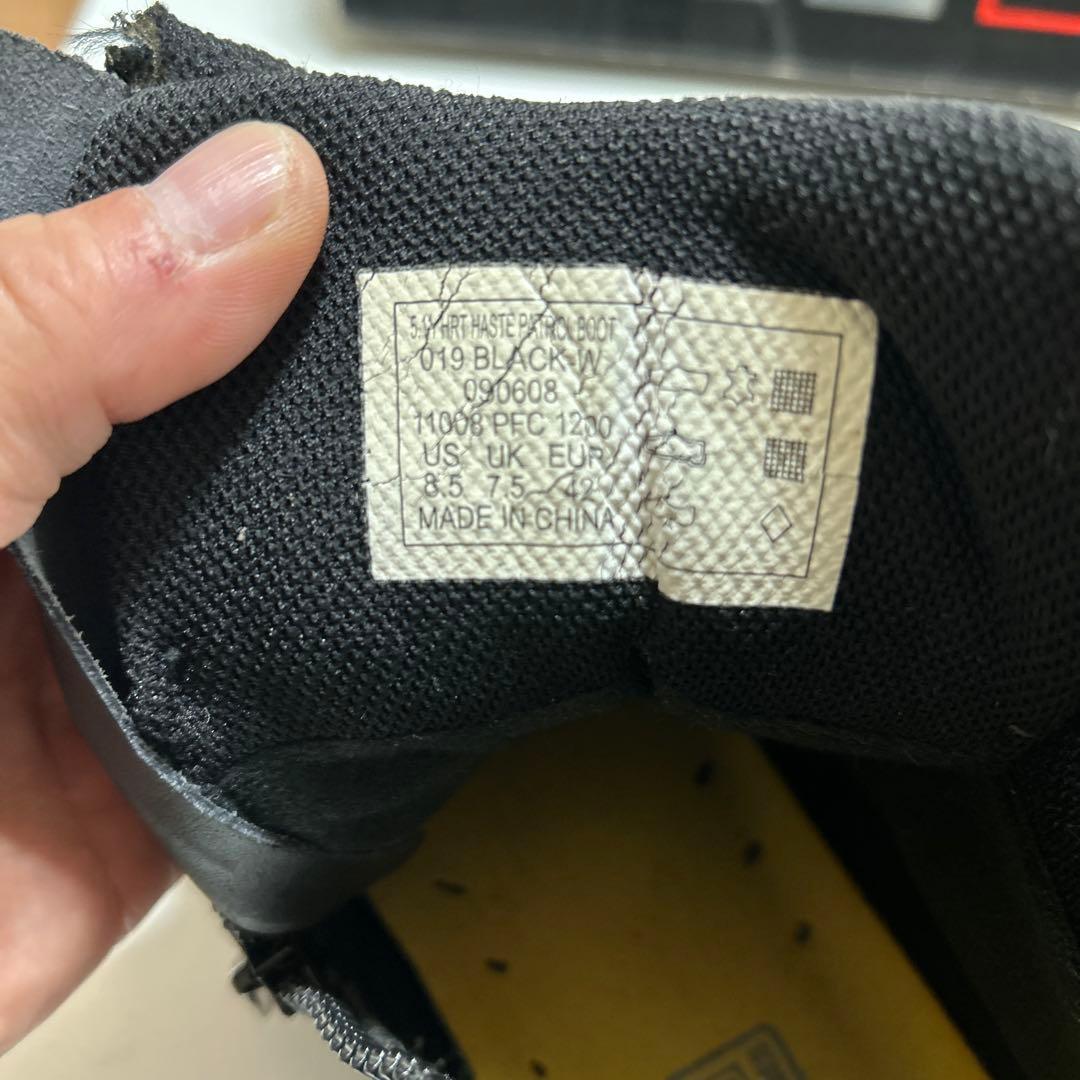 5.11 HRT HASTE PATROL BOOT
019 BLACK-W
090608
11008 PFC 1200
US UK EUR
8.5 7.5 42
MADE IN CHINA